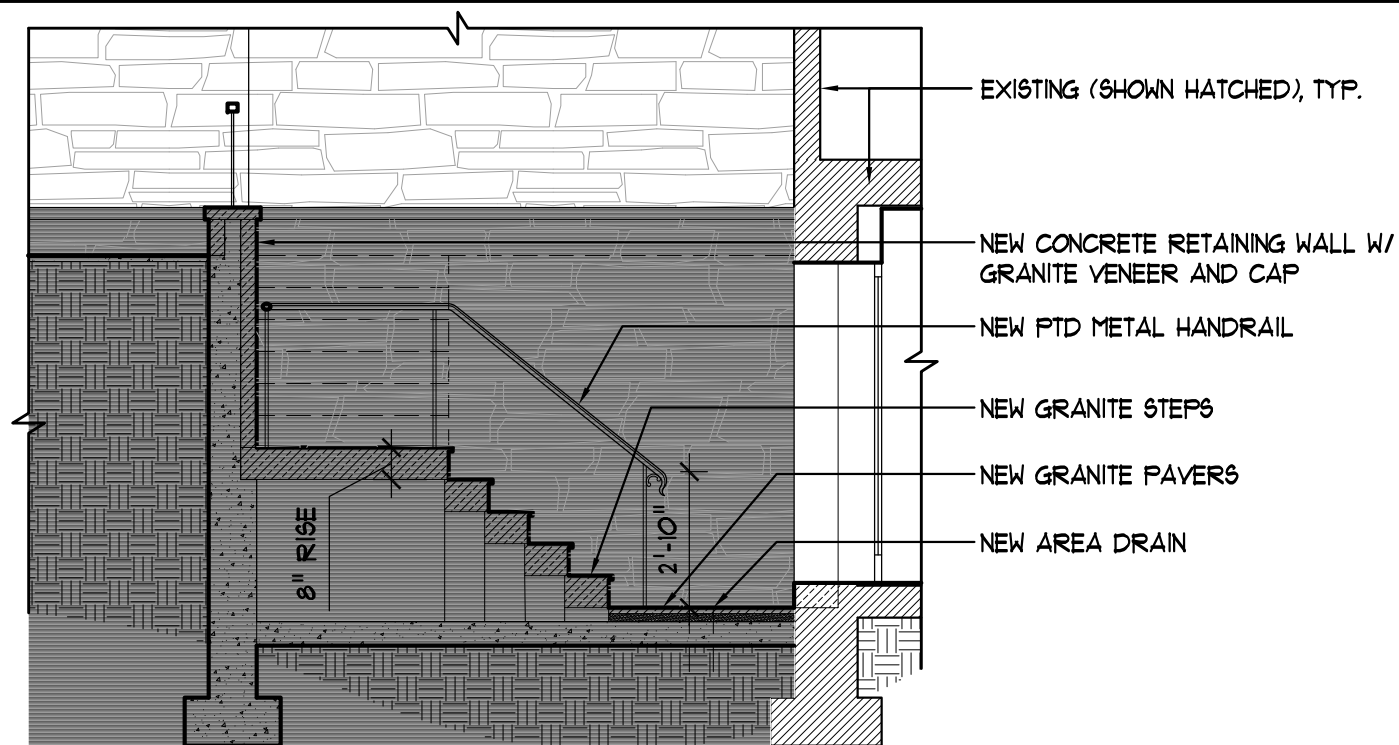 EXISTING (SHOWN HATCHED), TYP.
NEW CONCRETE RETAINING WALL W/
GRANITE VENEER AND CAP
NEW PTD METAL HANDRAIL
NEW GRANITE STEPS
NEW GRANITE PAVERS
NEW AREA DRAIN
8" RISE
2'-10"